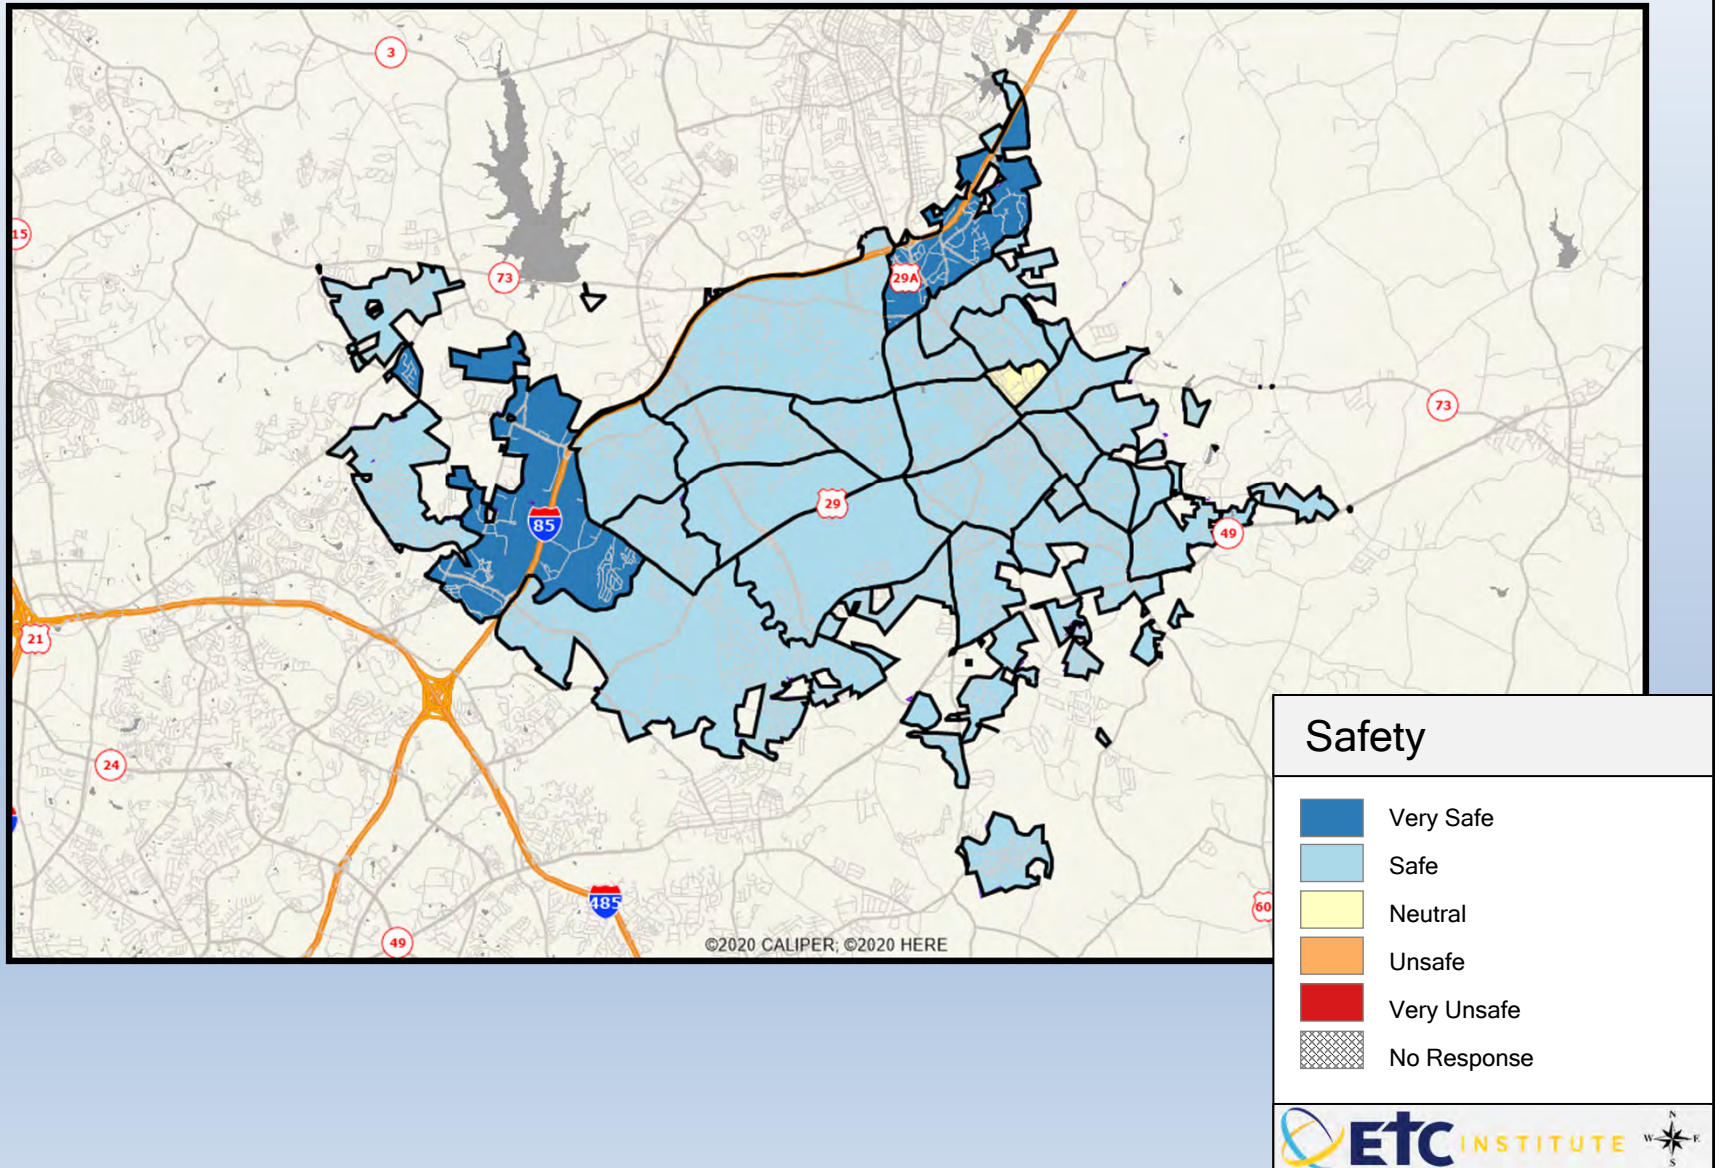 3
15
73
29A
73
29
85
49
21
24
485
60
49
©2020 CALIPER; ©2020 HERE
Safety
Very Safe
Safe
Neutral
Unsafe
Very Unsafe
No Response
ETC INSTITUTE
N
W E
S